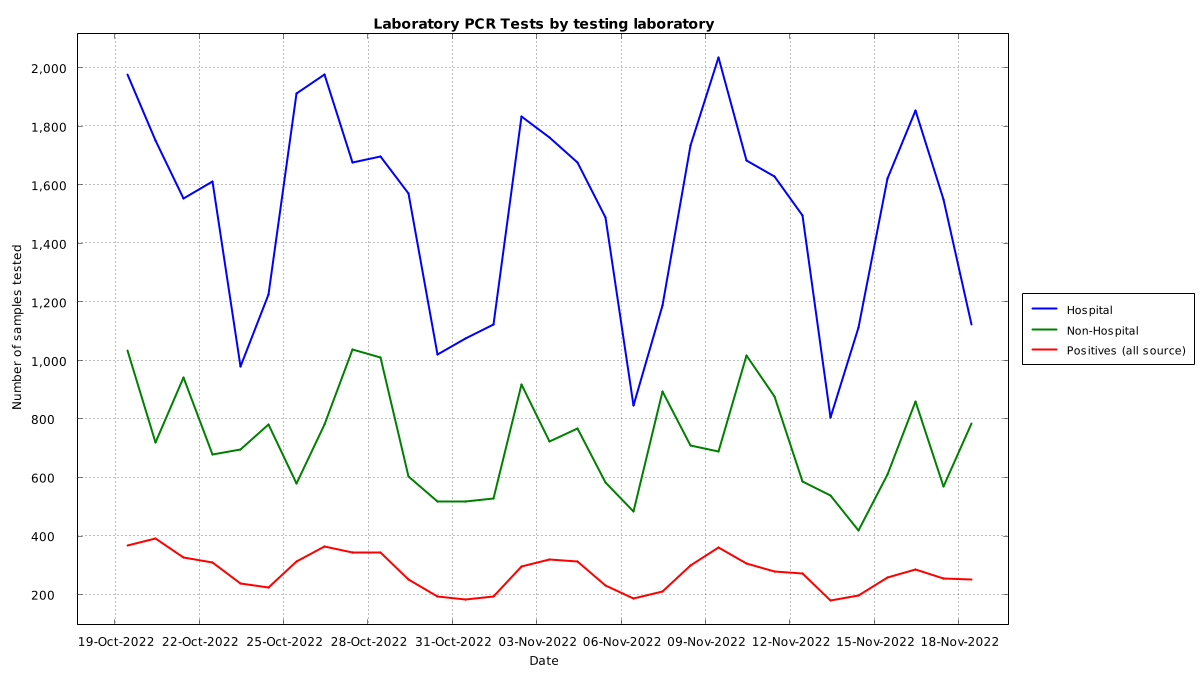 Laboratory PCR Tests by testing laboratory
2,000
1,800
1,600
1,400
1,200
1,000
800
600
400
200
Number of samples tested
19-Oct-2022 22-Oct-2022 25-Oct-2022 28-Oct-2022 31-Oct-2022 03-Nov-2022 06-Nov-2022 09-Nov-2022 12-Nov-2022 15-Nov-2022 18-Nov-2022
Date
Hospital
Non-Hospital
Positives (all source)